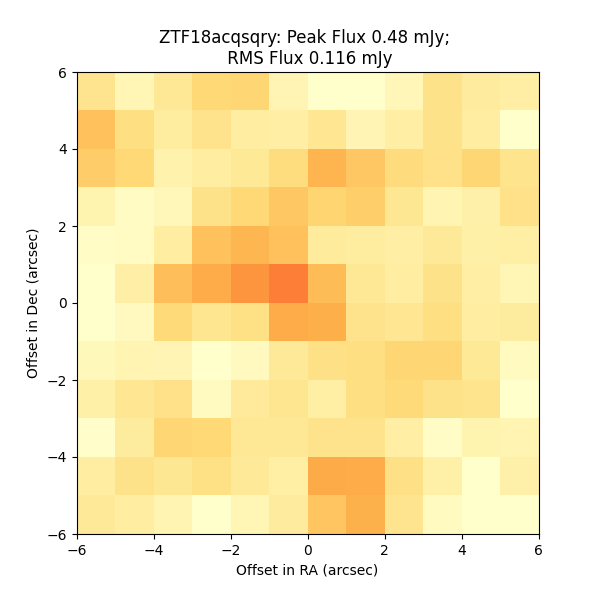 ZTF18acqsqry: Peak Flux 0.48 mJy;
RMS Flux 0.116 mJy
6
4
2
0
−2
−4
−6
Offset in Dec (arcsec)
−6 −4 −2 0 2 4 6
Offset in RA (arcsec)